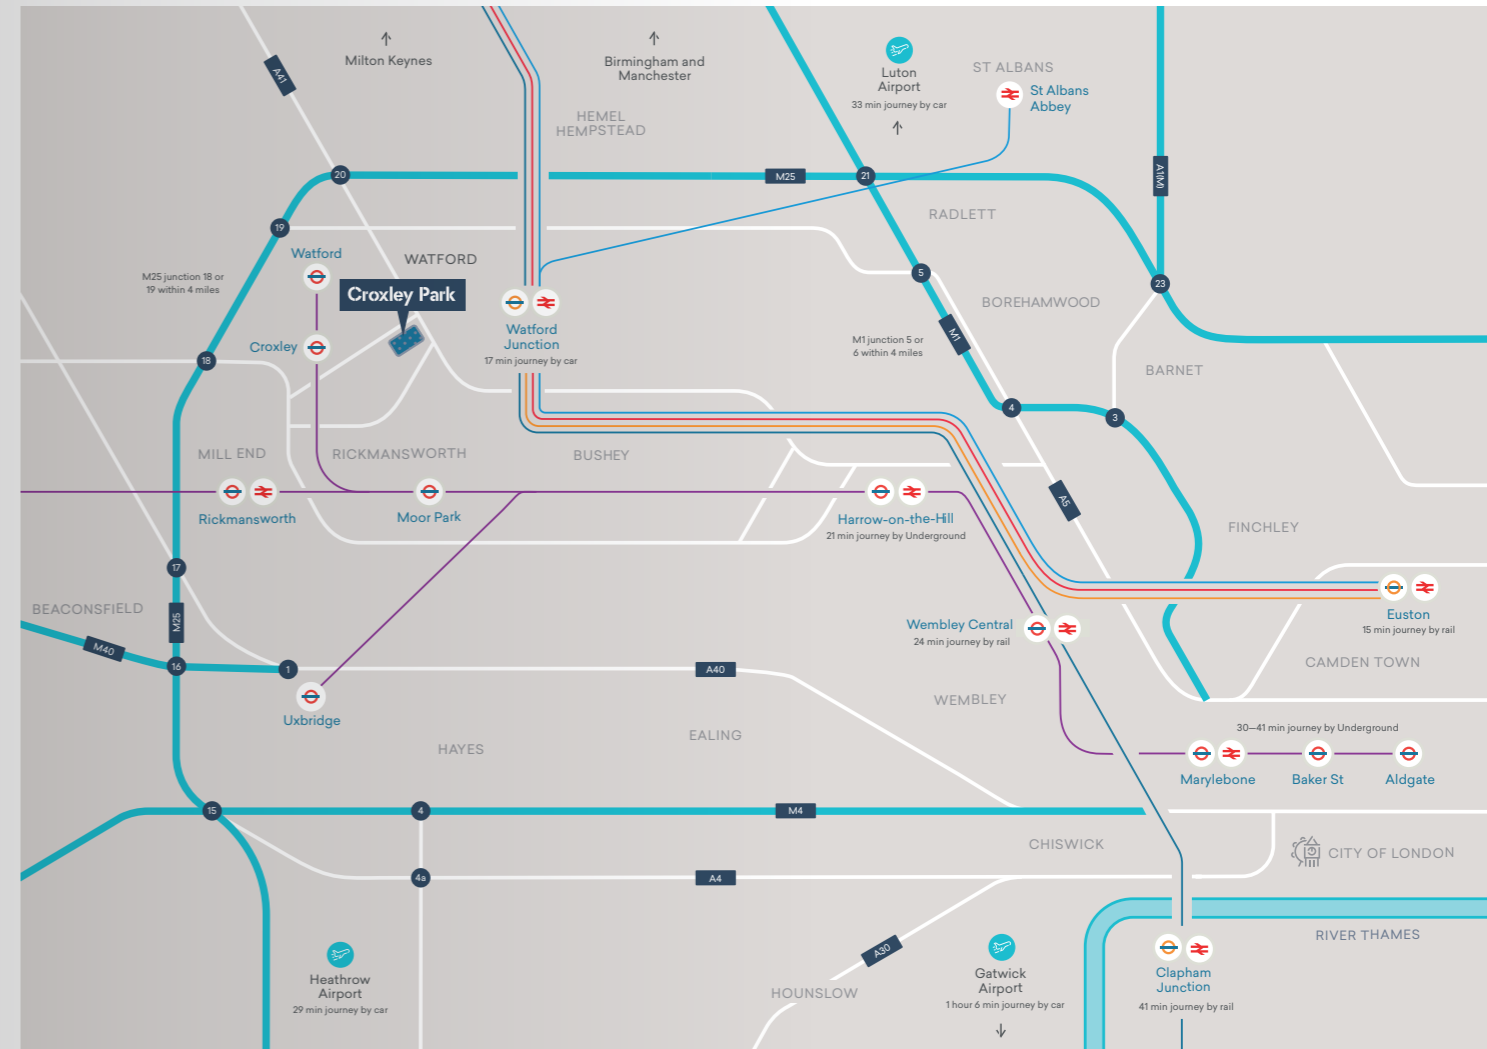 A41
Milton Keynes
Birmingham and
Manchester
Luton
Airport
33 min journey by car
ST ALBANS
St Albans
Abbey
HEMEL
HEMPSTEAD
20
M25
21
A1(M)
RADLETT
19
Watford
WATFORD
M25 junction 18 or
19 within 4 miles
Croxley Park
5
23
BOREHAMWOOD
Watford
Junction
17 min journey by car
M1
M1 junction 5 or
6 within 4 miles
Croxley
18
BARNET
4
3
MILL END
RICKMANSWORTH
BUSHEY
A5
Rickmansworth
Moor Park
Harrow-on-the-Hill
21 min journey by Underground
FINCHLEY
17
BEACONSFIELD
M25
M40
16
1
A40
Euston
15 min journey by rail
Wembley Central
24 min journey by rail
CAMDEN TOWN
Uxbridge
WEMBLEY
HAYES
EALING
30–41 min journey by Underground
Marylebone
Baker St
Aldgate
15
4
M4
CHISWICK
CITY OF LONDON
4a
A4
RIVER THAMES
A30
Heathrow
Airport
29 min journey by car
HOUNSLOW
Gatwick
Airport
1 hour 6 min journey by car
Clapham
Junction
41 min journey by rail